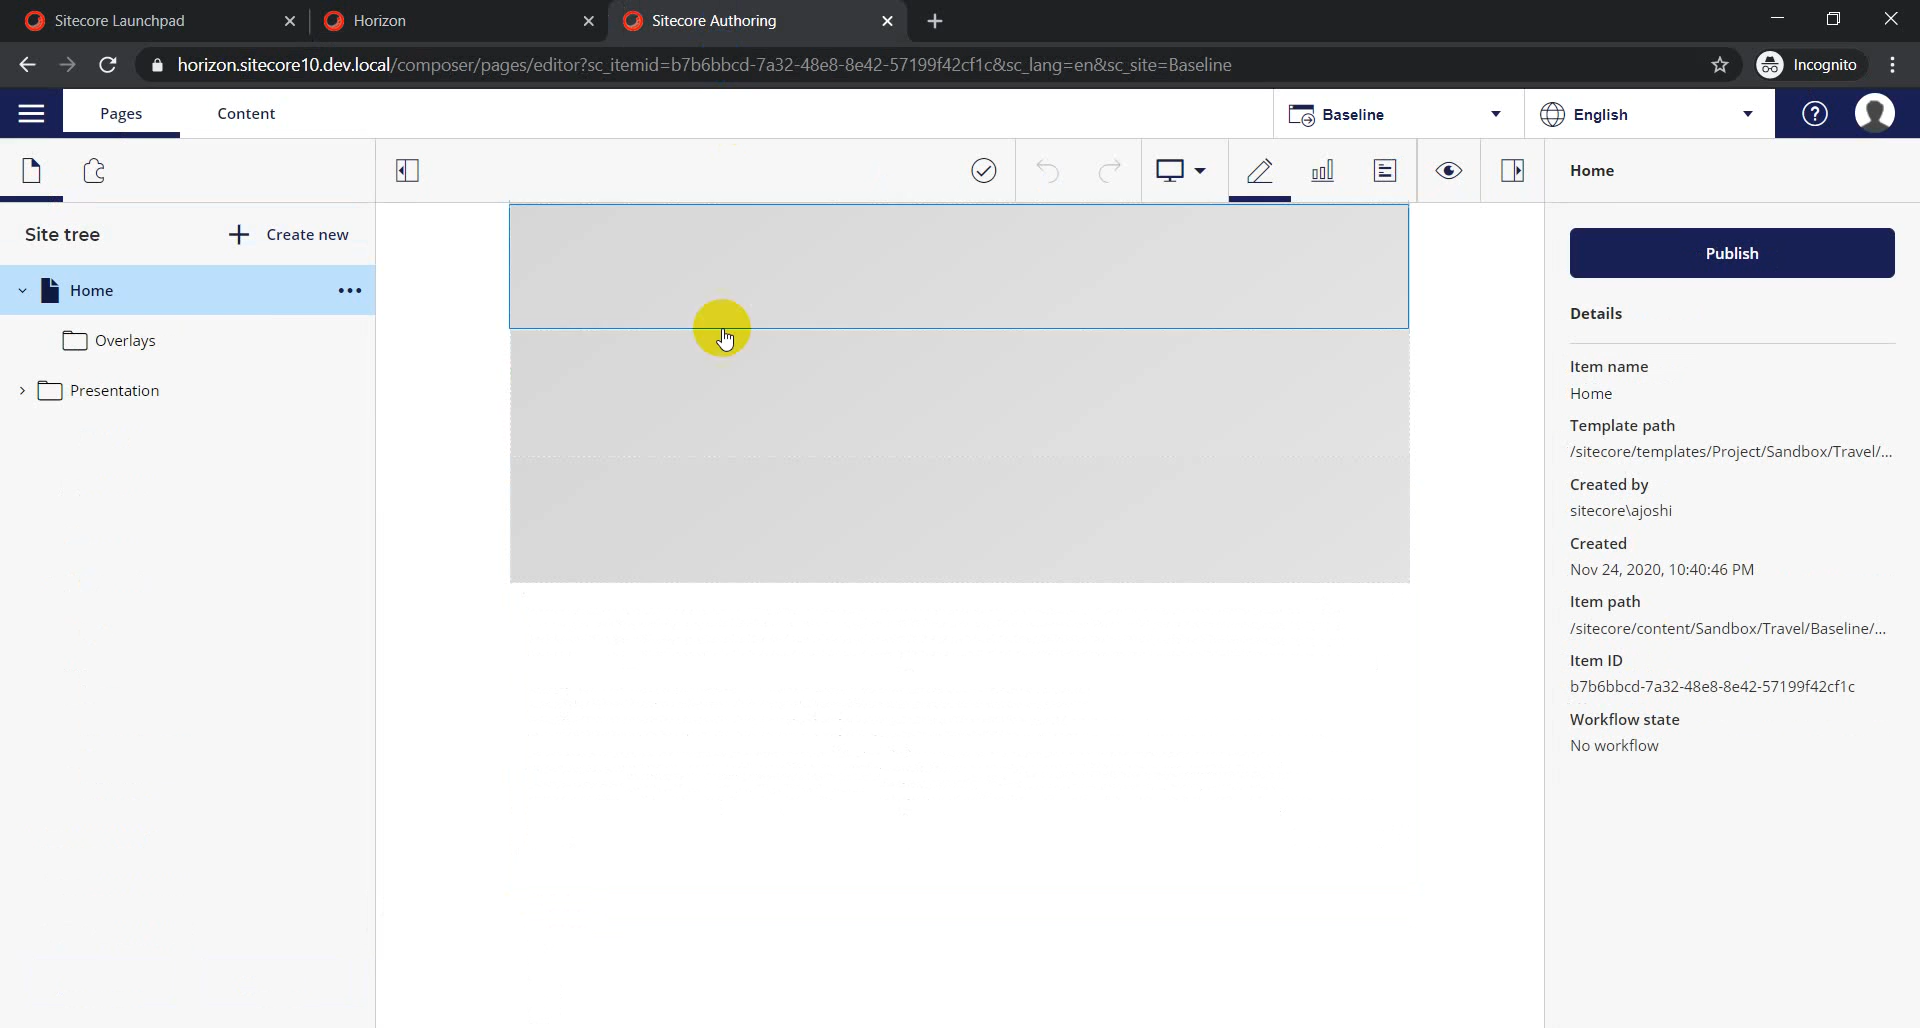 Sitecore Launchpad
Horizon
Sitecore Authoring
horizon.sitecore10.dev.local/composer/pages/editor?sc_itemid=b7b6bbcd-7a32-48e8-8e42-57199f42cf1c&sc_lang=en&sc_site=Baseline
Incognito
Pages
Content
Baseline
English
Home
Site tree
Create new
Home
Overlays
Presentation
Publish
Details
Item name
Home
Template path
/sitecore/templates/Project/Sandbox/Travel/...
Created by
sitecore\ajoshi
Created
Nov 24, 2020, 10:40:46 PM
Item path
/sitecore/content/Sandbox/Travel/Baseline/...
Item ID
b7b6bbcd-7a32-48e8-8e42-57199f42cf1c
Workflow state
No workflow